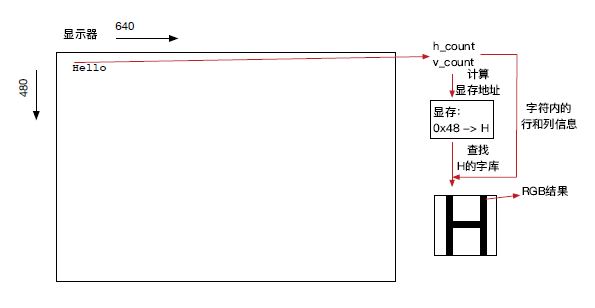 显示器
640
480
Hello
h_count
v_count
计算
显存地址
显存：
0x48 –> H
查找
H的字库
字符内的
行和列信息
RGB结果
H